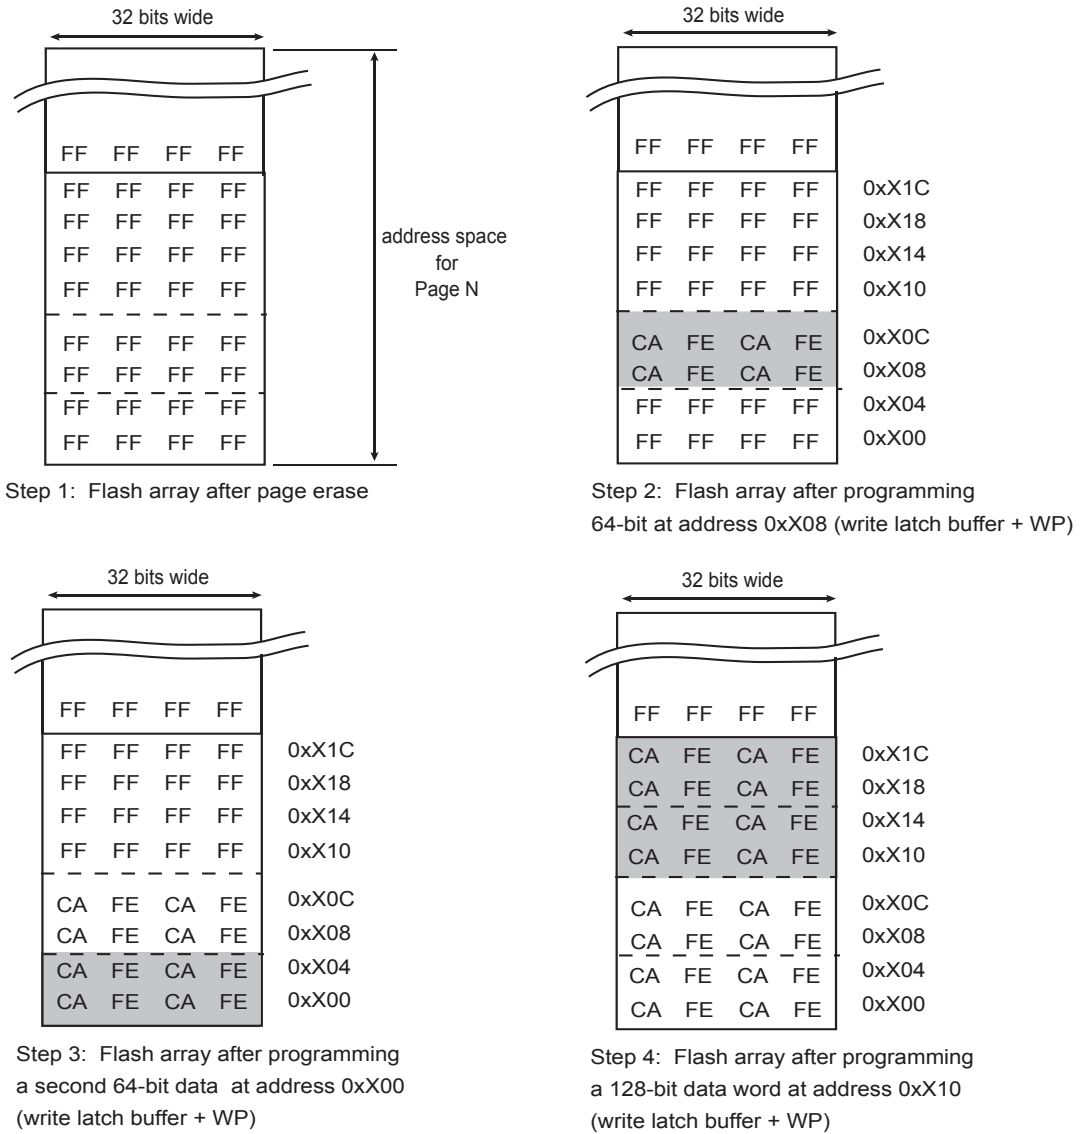 32 bits wide
FF FF FF FF
FF FF FF FF
FF FF FF FF
FF FF FF FF
FF FF FF FF
FF FF FF FF
FF FF FF FF
FF FF FF FF
FF FF FF FF
address space
for
Page N
Step 1: Flash array after page erase
32 bits wide
FF FF FF FF
FF FF FF FF 0xX1C
FF FF FF FF 0xX18
FF FF FF FF 0xX14
FF FF FF FF 0xX10
CA FE CA FE 0xX0C
CA FE CA FE 0xX08
FF FF FF FF 0xX04
FF FF FF FF 0xX00
Step 2: Flash array after programming
64-bit at address 0xX08 (write latch buffer + WP)
32 bits wide
FF FF FF FF
FF FF FF FF 0xX1C
FF FF FF FF 0xX18
FF FF FF FF 0xX14
FF FF FF FF 0xX10
CA FE CA FE 0xX0C
CA FE CA FE 0xX08
CA FE CA FE 0xX04
CA FE CA FE 0xX00
Step 3: Flash array after programming
a second 64-bit data at address 0xX00
(write latch buffer + WP)
32 bits wide
FF FF FF FF
CA FE CA FE 0xX1C
CA FE CA FE 0xX18
CA FE CA FE 0xX14
CA FE CA FE 0xX10
CA FE CA FE 0xX0C
CA FE CA FE 0xX08
CA FE CA FE 0xX04
CA FE CA FE 0xX00
Step 4: Flash array after programming
a 128-bit data word at address 0xX10
(write latch buffer + WP)